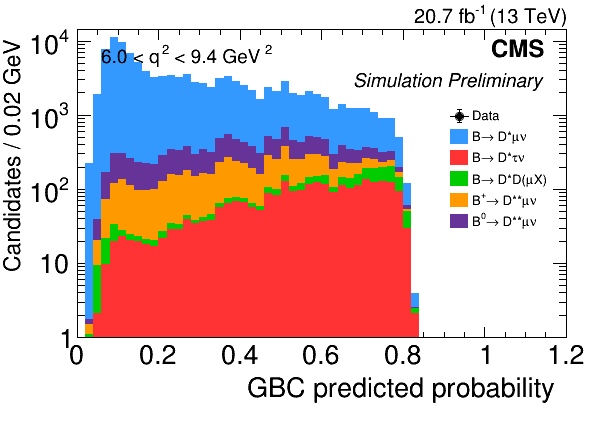 20.7 fb⁻¹ (13 TeV)
6.0 < q² < 9.4 GeV ²
CMS
Simulation Preliminary
Data
B→ D*μν
B→ D*τν
B→ D*D(μX)
B⁺→ D**μν
B⁰→ D**μν
Candidates / 0.02 GeV
10⁴
10³
10²
10
1
0 0.2 0.4 0.6 0.8 1 1.2
GBC predicted probability